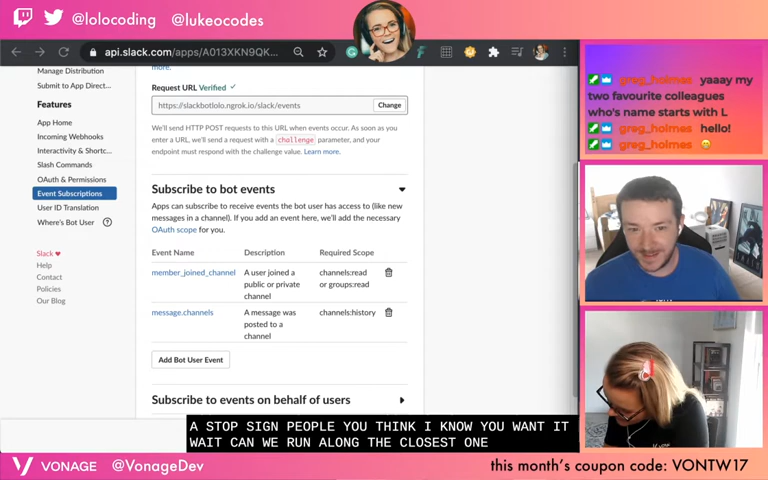 @lolocoding @lukeocodes
api.slack.com/apps/A013XKN9QK...
Manage Distribution
Submit to App Direct...
Features
App Home
Incoming Webhooks
Interactivity & Shortc...
Slash Commands
OAuth & Permissions
Event Subscriptions
User ID Translation
Where's Bot User
Slack ♥
Help
Contact
Policies
Our Blog
more.
Request URL Verified ✓
https://slackbotlolo.ngrok.io/slack/events Change
We'll send HTTP POST requests to this URL when events occur. As soon as you
enter a URL, we'll send a request with a challenge parameter, and your
endpoint must respond with the challenge value. Learn more.
Subscribe to bot events
Apps can subscribe to receive events the bot user has access to (like new
messages in a channel). If you add an event here, we'll add the necessary
OAuth scope for you.
Event Name Description Required Scope
member_joined_channel A user joined a channels:read
public or private or groups:read
channel
message.channels A message was channels:history
posted to a
channel
Add Bot User Event
Subscribe to events on behalf of users
A STOP SIGN PEOPLE YOU THINK I KNOW YOU WANT IT
WAIT CAN WE RUN ALONG THE CLOSEST ONE
greg_holmes yaaay my
two favourite colleagues
who's name starts with L
greg_holmes hello!
greg_holmes
VONAGE @VonageDev this month's coupon code: VONTW17